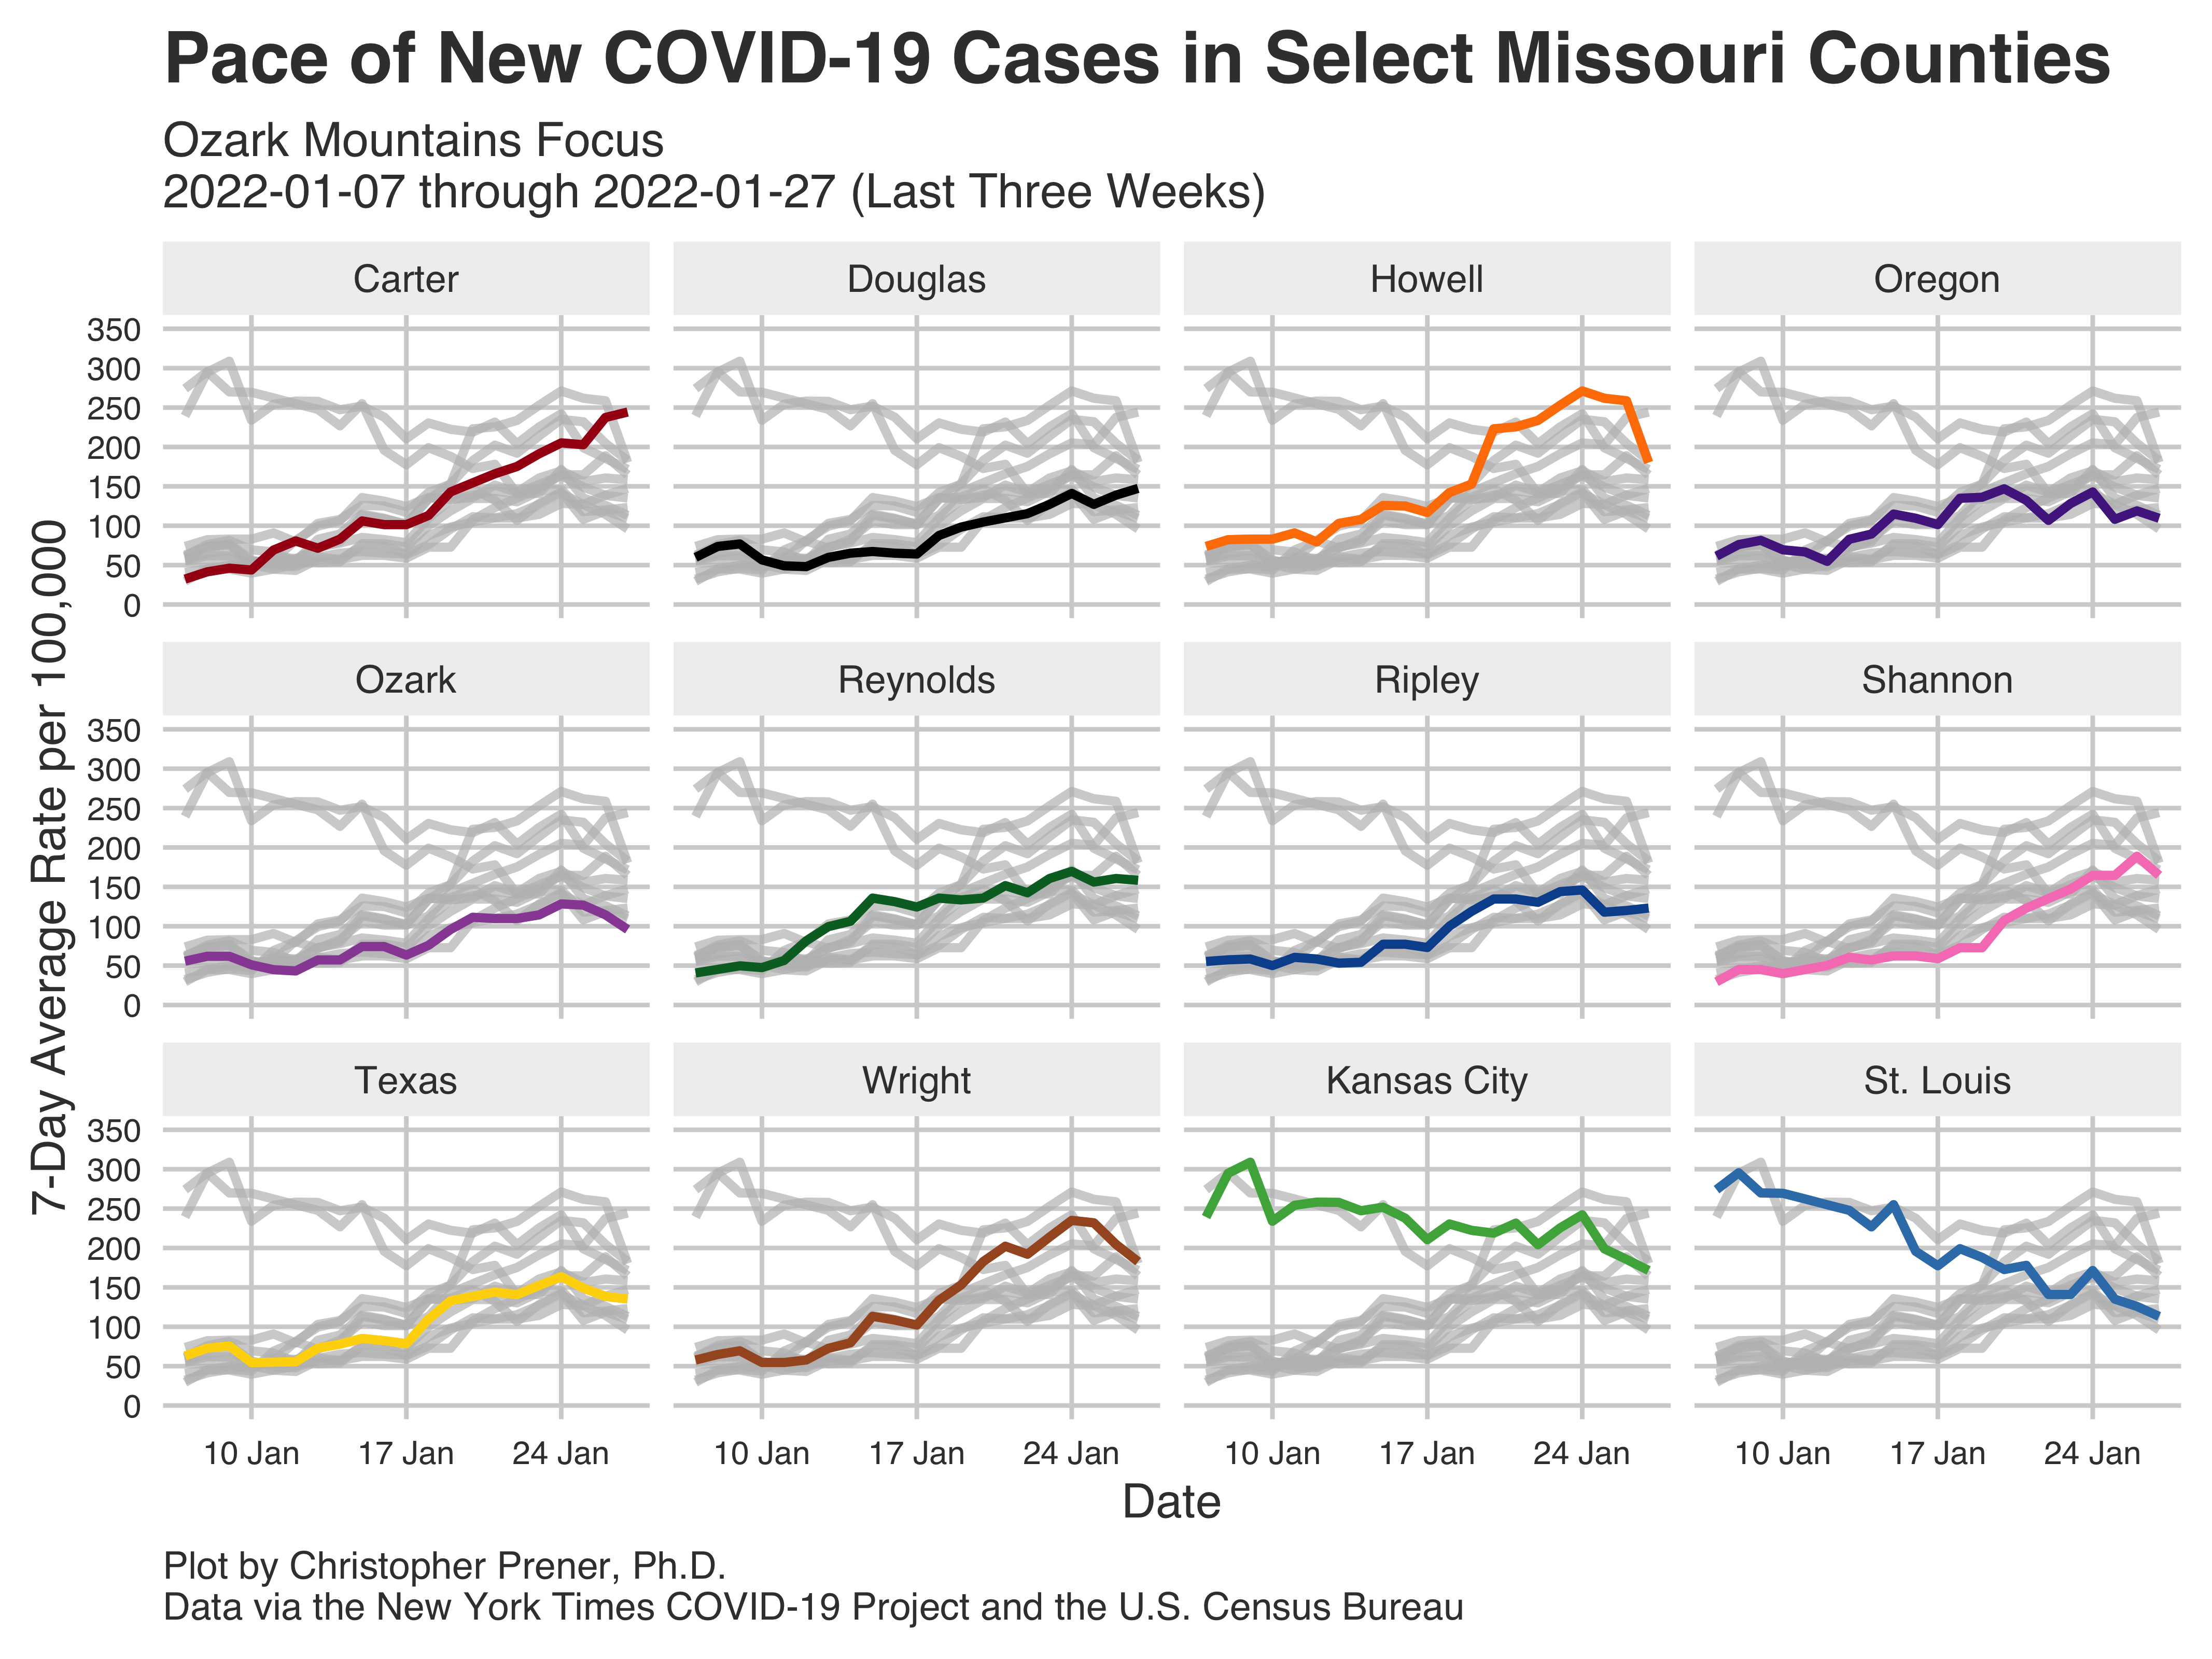 Pace of New COVID-19 Cases in Select Missouri Counties
Ozark Mountains Focus
2022-01-07 through 2022-01-27 (Last Three Weeks)
7-Day Average Rate per 100,000
Carter
Douglas
Howell
Oregon
350
300
250
200
150
100
50
0
Ozark
Reynolds
Ripley
Shannon
350
300
250
200
150
100
50
0
Texas
Wright
Kansas City
St. Louis
350
300
250
200
150
100
50
0
10 Jan
17 Jan
24 Jan
10 Jan
17 Jan
24 Jan
10 Jan
17 Jan
24 Jan
10 Jan
17 Jan
24 Jan
Date
Plot by Christopher Prener, Ph.D.
Data via the New York Times COVID-19 Project and the U.S. Census Bureau